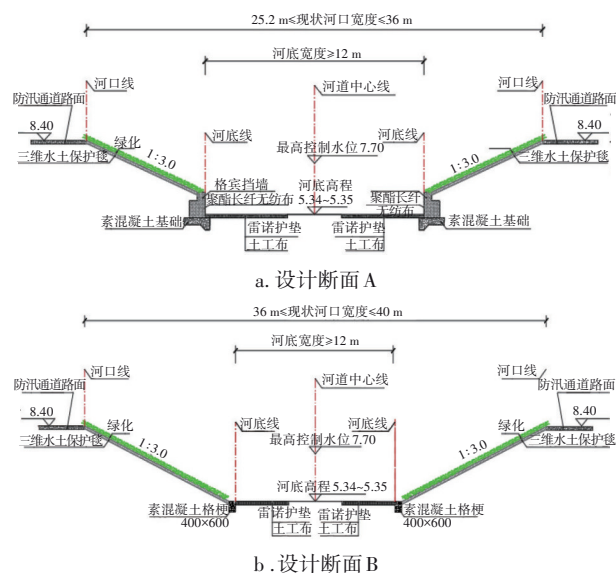 25.2 m≤现状河口宽度≤36 m
河底宽度≥12 m
河口线
河道中心线
河口线
防汛通道路面
防汛通道路面
8.40
河底线
河底线
8.40
绿化
最高控制水位7.70
三维水土保护毯
1:3.0
1:3.0
三维水土保护毯
格宾挡墙
河底高程
聚酯长纤
聚酯长纤无纺布
5.34~5.35
无纺布
素混凝土基础
雷诺护垫
雷诺护垫
素混凝土基础
土工布
土工布
a.设计断面A
36 m≤现状河口宽度≤40 m
河底宽度≥12 m
河口线
河道中心线
河口线
防汛通道路面
防汛通道路面
8.40
河底线
河底线
8.40
绿化
最高控制水位7.70
绿化
三维水土保护毯
1:3.0
1:3.0
三维水土保护毯
河底高程5.34~5.35
素混凝土格梗
雷诺护垫
雷诺护垫
素混凝土格梗
400×600
土工布
土工布
400×600
b.设计断面B